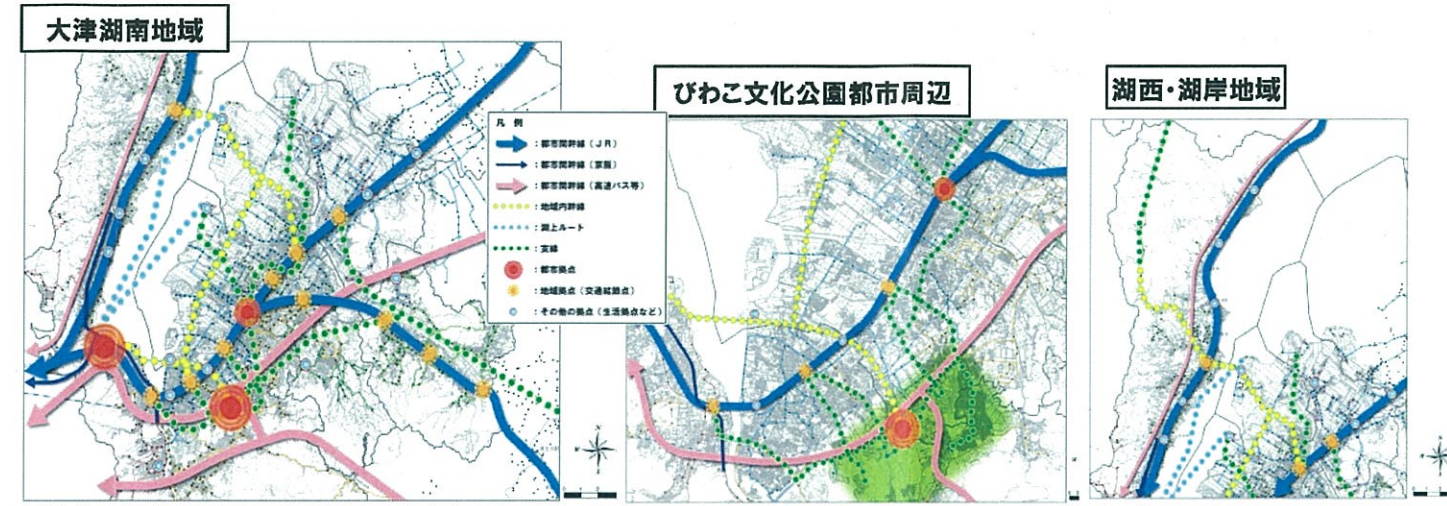 大津湖南地域
びわこ文化公園都市周辺
湖西・湖岸地域
凡 例
：都市間幹線（ＪＲ）
：都市間幹線（京阪）
：都市間幹線（高速バス等）
：地域内幹線
：湖上ルート
：支線
：都市拠点
：地域拠点（交通結節点）
：その他の拠点（生活拠点など）